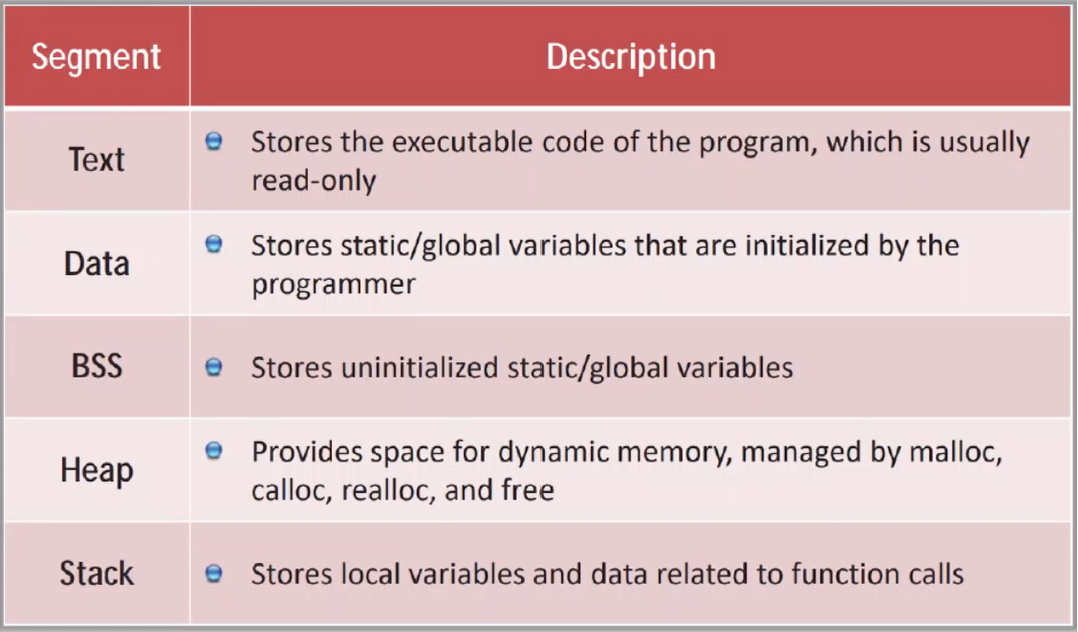 Segment
Description
Text
Stores the executable code of the program, which is usually
read-only
Data
Stores static/global variables that are initialized by the
programmer
BSS
Stores uninitialized static/global variables
Heap
Provides space for dynamic memory, managed by malloc,
calloc, realloc, and free
Stack
Stores local variables and data related to function calls